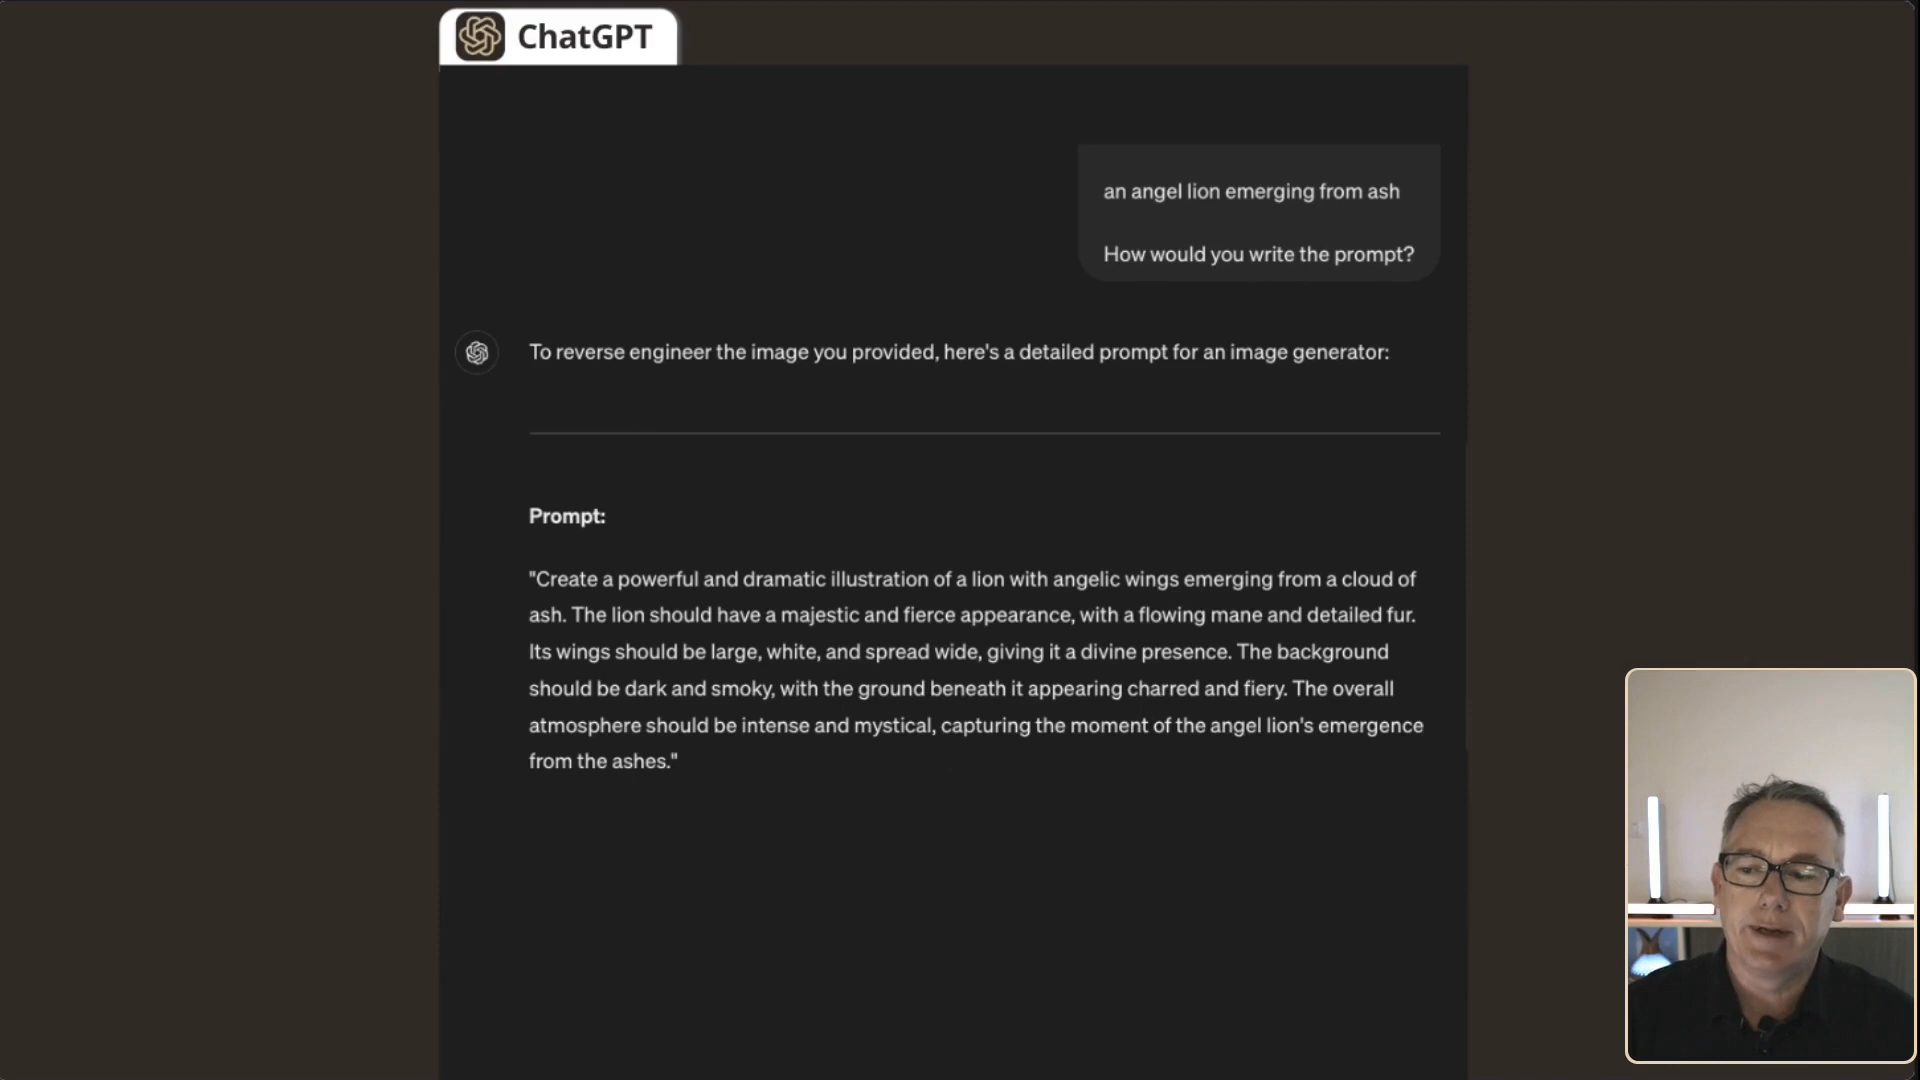 ChatGPT
an angel lion emerging from ash
How would you write the prompt?
To reverse engineer the image you provided, here's a detailed prompt for an image generator:
Prompt:
"Create a powerful and dramatic illustration of a lion with angelic wings emerging from a cloud of
ash. The lion should have a majestic and fierce appearance, with a flowing mane and detailed fur.
Its wings should be large, white, and spread wide, giving it a divine presence. The background
should be dark and smoky, with the ground beneath it appearing charred and fiery. The overall
atmosphere should be intense and mystical, capturing the moment of the angel lion's emergence
from the ashes."